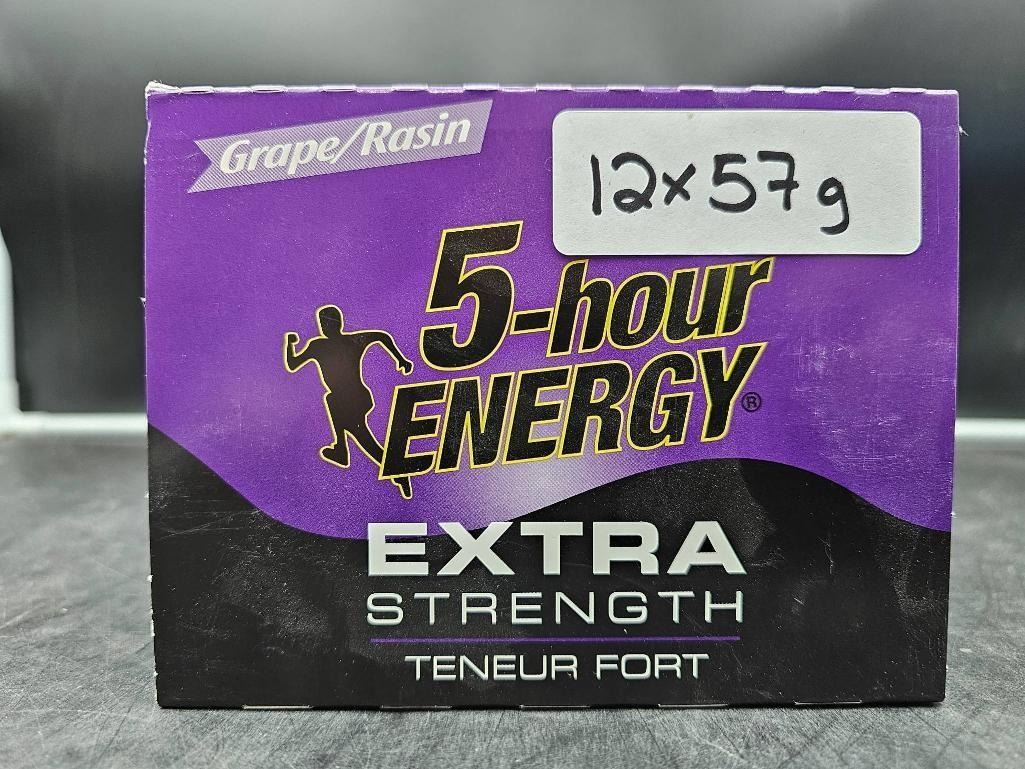 Grape/Rasin
12x57g
5-hour
ENERGY®
EXTRA
STRENGTH
TENEUR FORT